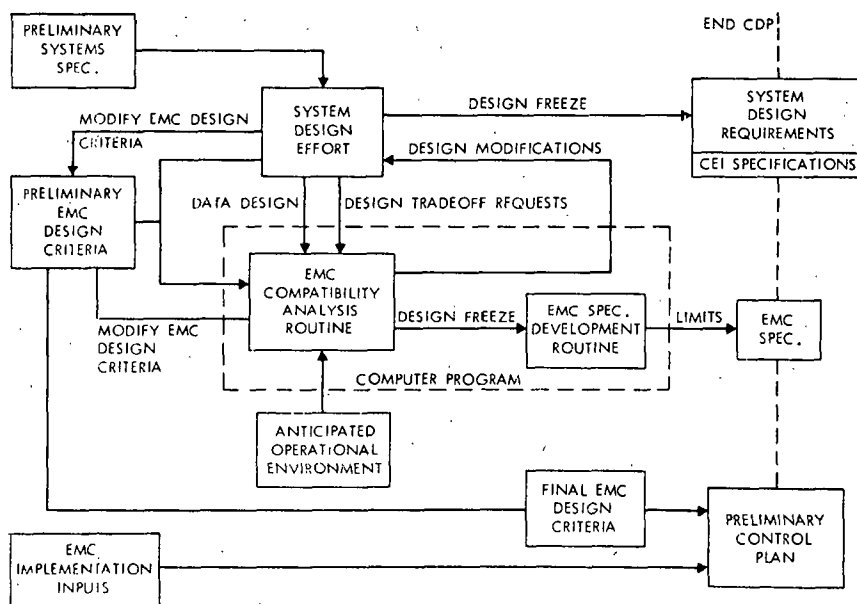 PRELIMINARY
SYSTEMS
SPEC.
END CDP
SYSTEM
DESIGN
EFFORT
DESIGN FREEZE
SYSTEM
DESIGN
REQUIREMENTS
CEI SPECIFICATIONS
MODIFY EMC DESIGN
CRITERIA
DESIGN MODIFICATIONS
PRELIMINARY
EMC
DESIGN
CRITERIA
DATA DESIGN
DESIGN TRADEOFF REQUESTS
EMC
COMPATIBILITY
ANALYSIS
ROUTINE
MODIFY EMC
DESIGN
CRITERIA
DESIGN FREEZE
EMC SPEC.
DEVELOPMENT
ROUTINE
LIMITS
EMC
SPEC.
COMPUTER PROGRAM
ANTICIPATED
OPERATIONAL
ENVIRONMENT
FINAL EMC
DESIGN
CRITERIA
PRELIMINARY
CONTROL
PLAN
EMC
IMPLEMENTATION
INPUTS